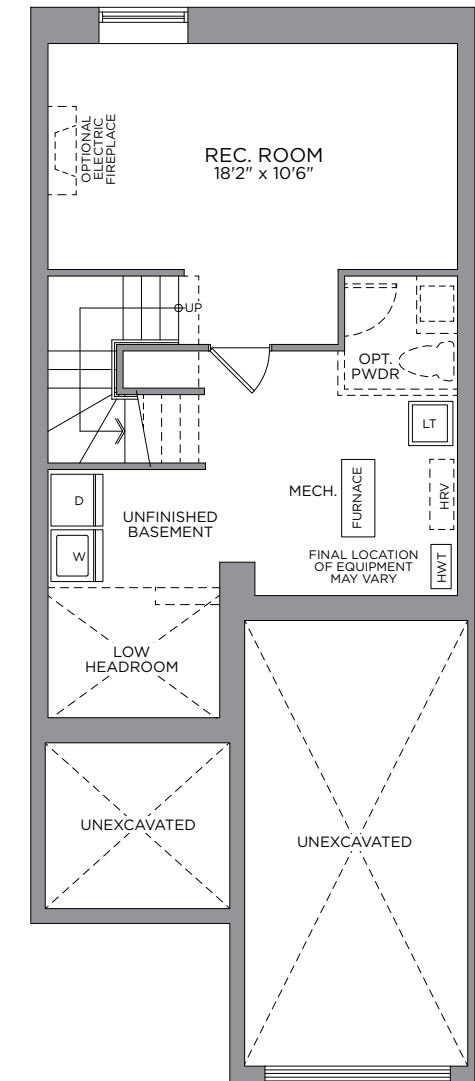 OPTIONAL
ELECTRIC
FIREPLACE
REC. ROOM
18'2" x 10'6"
UP
OPT.
PWDR
LT
MECH.
FURNACE
HRV
D
UNFINISHED
BASEMENT
W
FINAL LOCATION
OF EQUIPMENT
MAY VARY
HWT
LOW
HEADROOM
UNEXCAVATED
UNEXCAVATED